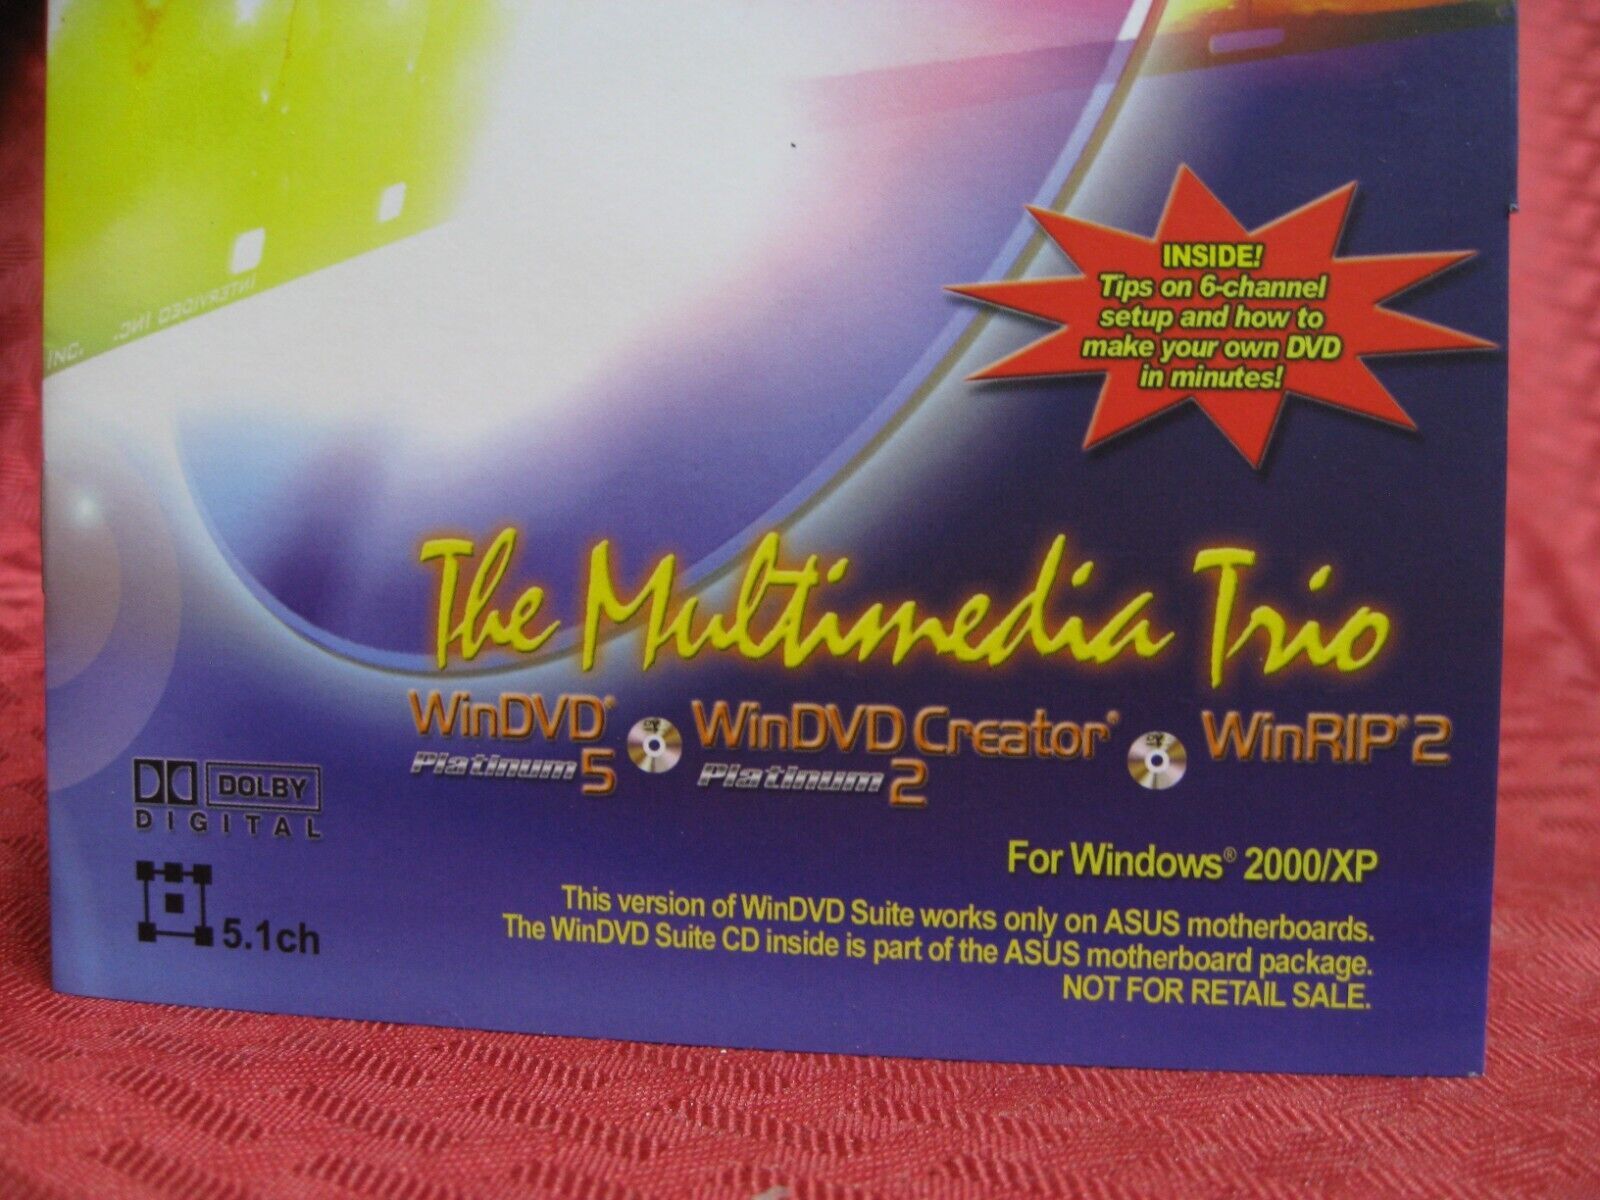 INTERVIDEO INC.
INC.
INSIDE!
Tips on 6-channel
setup and how to
make your own DVD
in minutes!
The Multimedia Trio
WinDVD®
Platinum 5
WinDVD Creator®
Platinum 2
WinRIP® 2
DOLBY
DIGITAL
5.1ch
For Windows® 2000/XP
This version of WinDVD Suite works only on ASUS motherboards.
The WinDVD Suite CD inside is part of the ASUS motherboard package.
NOT FOR RETAIL SALE.